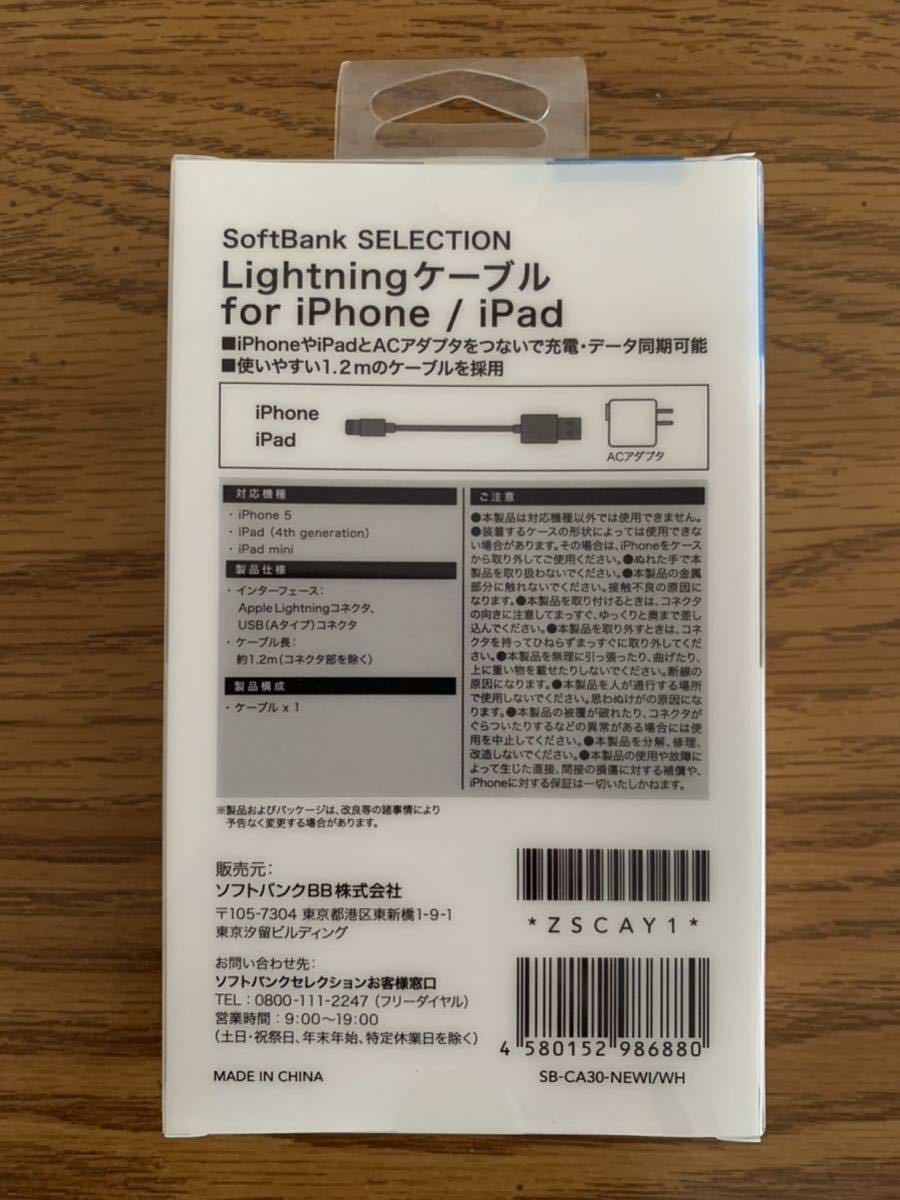 SoftBank SELECTION
Lightningケーブル
for iPhone / iPad
■iPhoneやiPadとACアダプタをつないで充電・データ同期可能
■使いやすい1.2mのケーブルを採用
iPhone
iPad
ACアダプタ
対応機種
・iPhone 5
・iPad (4th generation)
・iPad mini
製品仕様
・インターフェース：
Apple Lightningコネクタ、
USB（Aタイプ）コネクタ
・ケーブル長：
約1.2m（コネクタ部を除く）
製品構成
・ケーブル x 1
ご注意
●本製品は対応機種以外では使用できません。
●装着するケースの形状によっては使用できな
い場合があります。その場合は、iPhoneをケース
から取り外してご使用ください。●ぬれた手で本
製品を取り扱わないでください。●本製品の金属
部分に触れないでください。接触不良の原因に
なります。●本製品を取り付けるときは、コネクタ
の向きに注意してまっすぐ、ゆっくりと奥まで差し
込んでください。●本製品を取り外すときは、コネ
クタを持ってひねらずまっすぐに取り外してくだ
さい。●本製品を無理に引っ張ったり、曲げたり、
上に重い物を載せたりしないでください。断線の
原因になります。●本製品を人が通行する場所
で使用しないでください。思わぬけがの原因にな
ります。●本製品の被覆が破れたり、コネクタが
ぐらついたりするなどの異常がある場合には使
用を中止してください。●本製品を分解、修理、
改造しないでください。●本製品の使用や故障に
よって生じた直接、間接の損傷に対する補償や、
iPhoneに対する保証は一切いたしかねます。
※製品およびパッケージは、改良等の諸事情により
予告なく変更する場合があります。
販売元：
ソフトバンクBB株式会社
〒105-7304 東京都港区東新橋1-9-1
東京汐留ビルディング
お問い合わせ先：
ソフトバンクセレクションお客様窓口
TEL：0800-111-2247（フリーダイヤル）
営業時間：9:00〜19:00
（土日・祝祭日、年末年始、特定休業日を除く）
MADE IN CHINA
*ZSCAY1*
4 580152 986880
SB-CA30-NEWI/WH